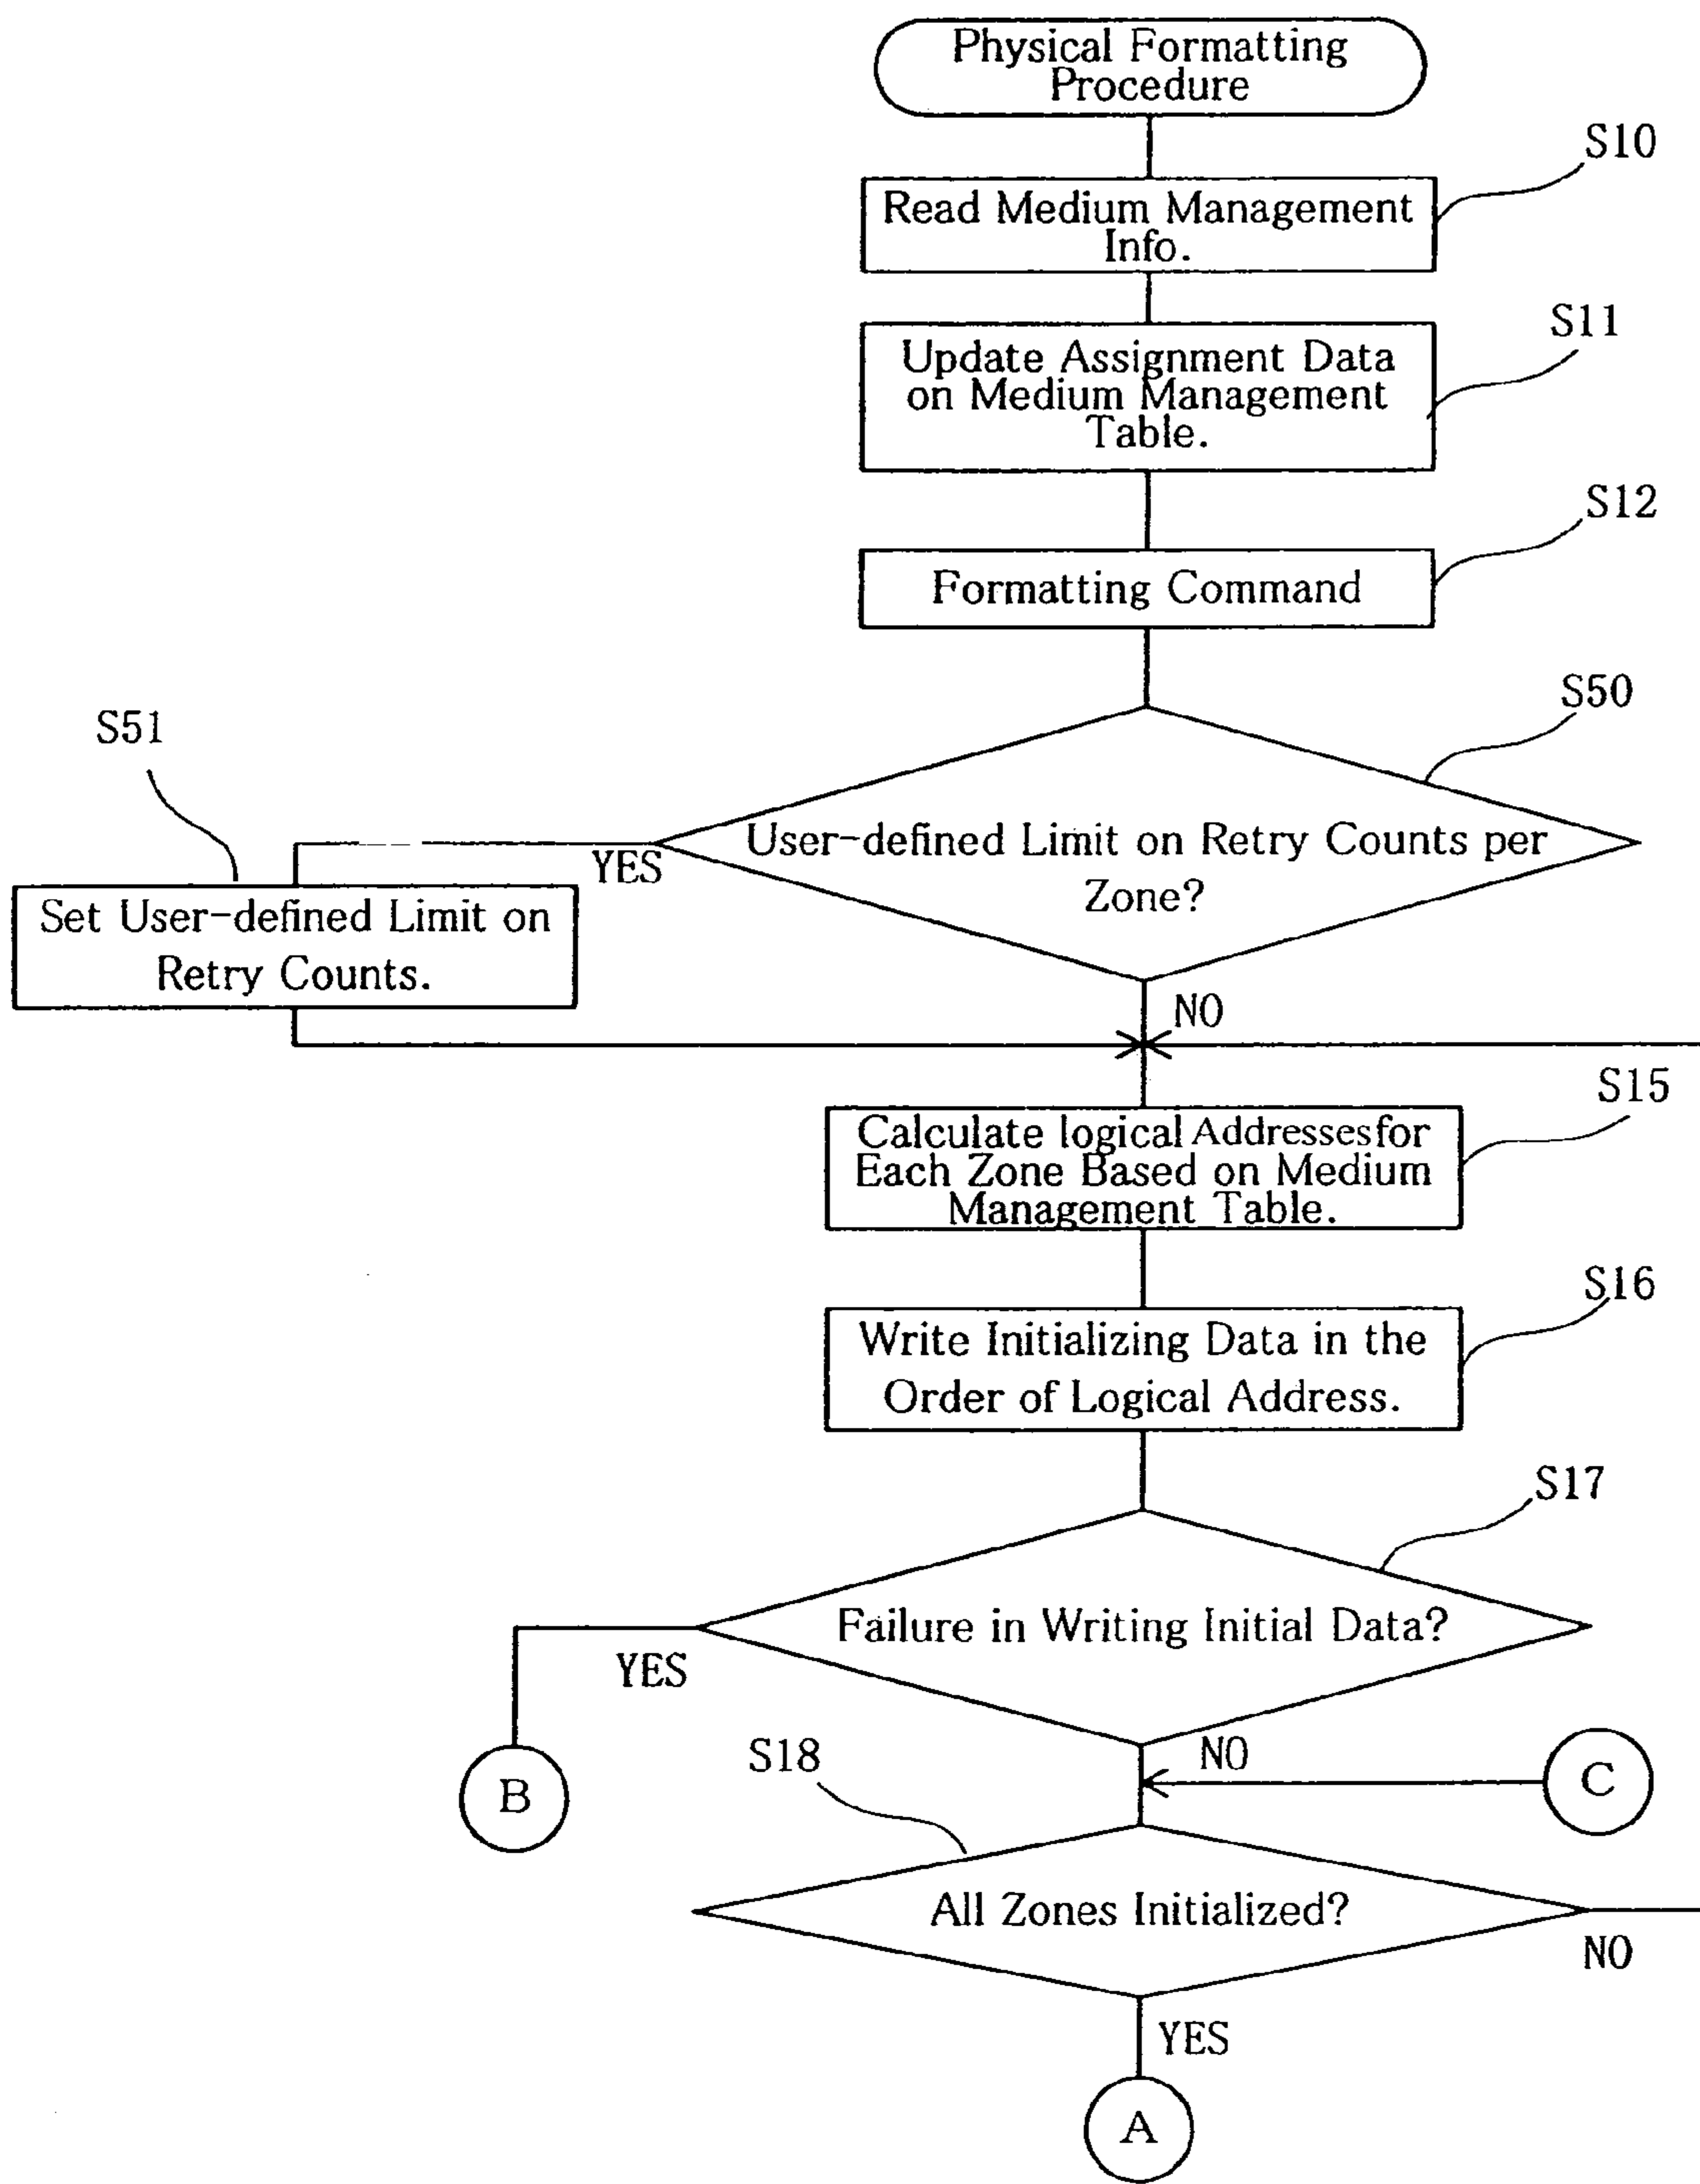 Physical Formatting
Procedure
S10
Read Medium Management
Info.
S11
Update Assignment Data
on Medium Management
Table.
S12
Formatting Command
S50
User-defined Limit on Retry Counts per
Zone?
YES
S51
Set User-defined Limit on
Retry Counts.
NO
S15
Calculate logical Addresses for
Each Zone Based on Medium
Management Table.
S16
Write Initializing Data in the
Order of Logical Address.
S17
Failure in Writing Initial Data?
YES
B
NO
C
S18
All Zones Initialized?
NO
YES
A